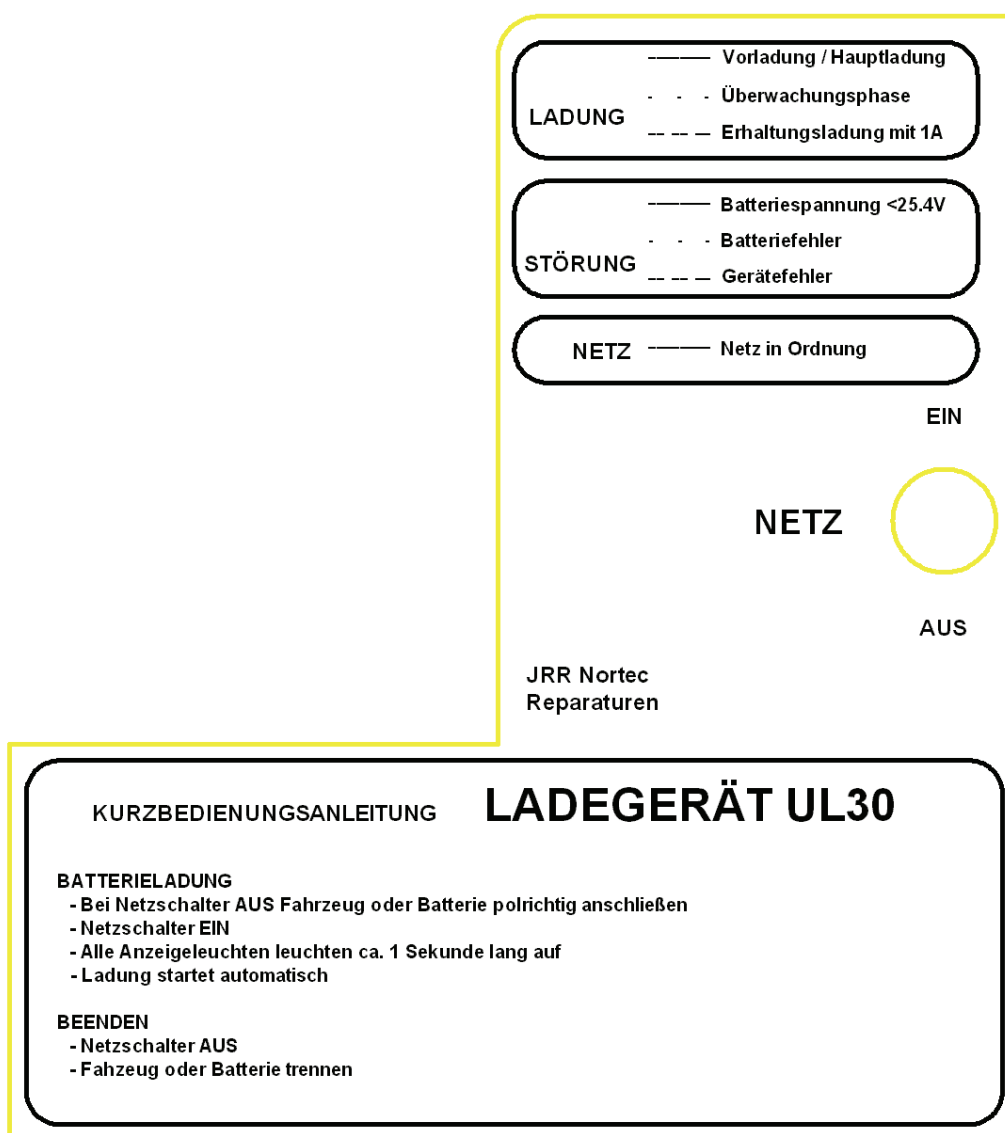 Vorladung / Hauptladung
Überwachungsphase
LADUNG
Erhaltungsladung mit 1A
Batteriespannung <25.4V
Batteriefehler
STÖRUNG
Gerätefehler
NETZ Netz in Ordnung
EIN
NETZ
AUS
JRR Nortec
Reparaturen
KURZBEDIENUNGSANLEITUNG LADEGERÄT UL30
BATTERIELADUNG
- Bei Netzschalter AUS Fahrzeug oder Batterie polrichtig anschließen
- Netzschalter EIN
- Alle Anzeigeleuchten leuchten ca. 1 Sekunde lang auf
- Ladung startet automatisch
BEENDEN
- Netzschalter AUS
- Fahzeug oder Batterie trennen